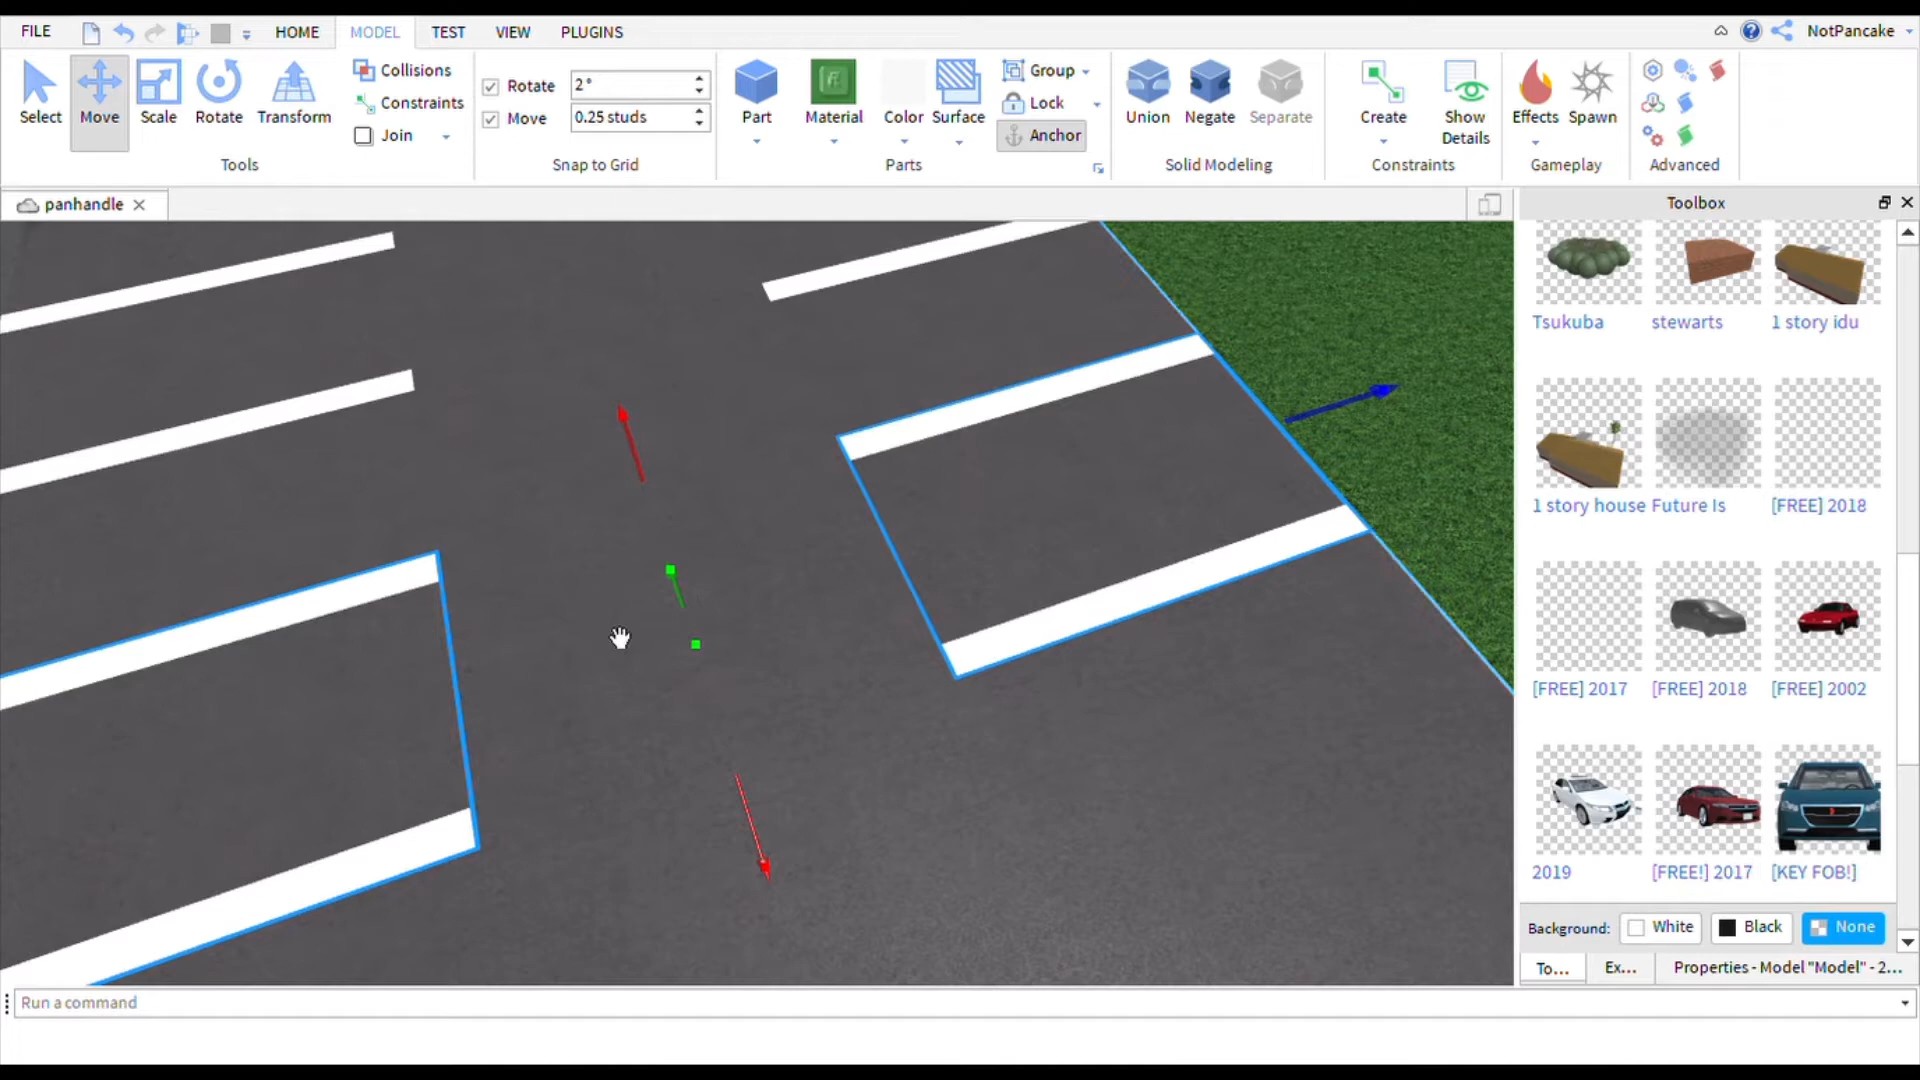 FILE HOME MODEL TEST VIEW PLUGINS NotPancake
Select Move Scale Rotate Transform
Collisions
Constraints
Join
Tools
Rotate 2°
Move 0.25 studs
Snap to Grid
Part Material Color Surface
Group
Lock
Anchor
Parts
Union Negate Separate
Solid Modeling
Create Show Details
Constraints
Effects Spawn
Gameplay
Advanced
panhandle
Toolbox
Tsukuba stewarts 1 story idu
1 story house Future Is [FREE] 2018
[FREE] 2017 [FREE] 2018 [FREE] 2002
2019 [FREE!] 2017 [KEY FOB!]
Background: White Black None
To... Ex... Properties - Model "Model" - 2...
Run a command